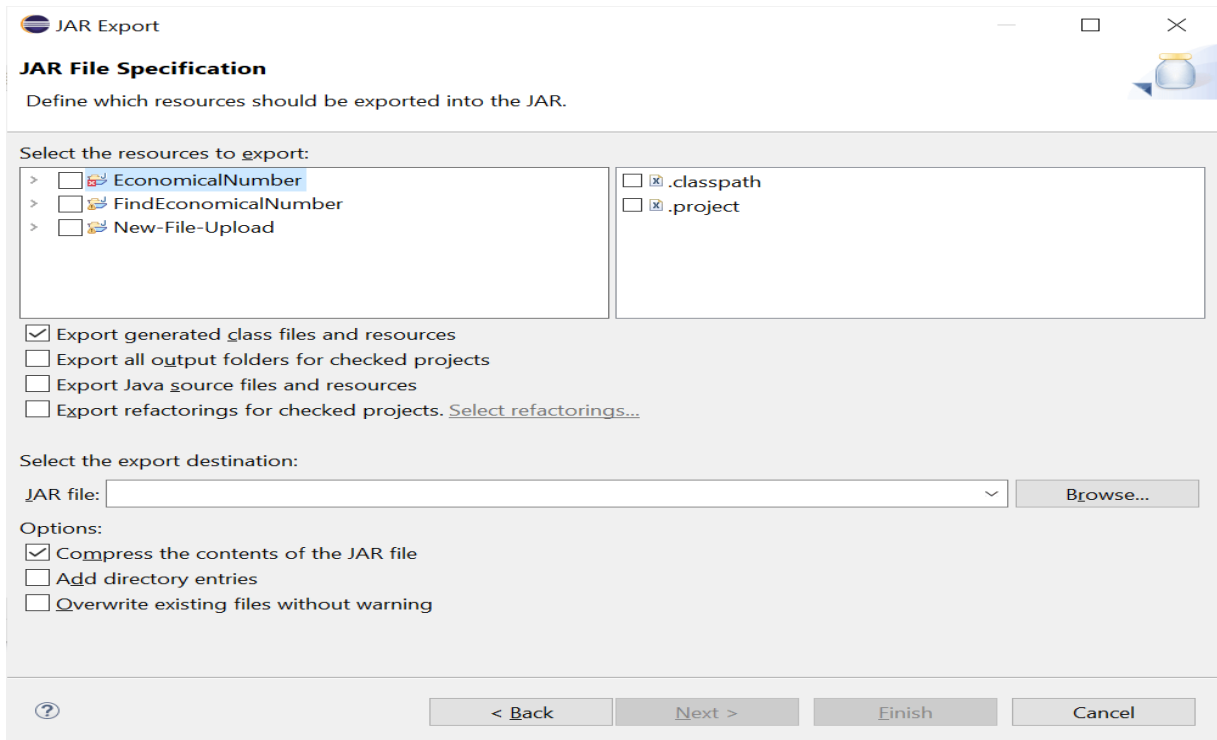 JAR Export
JAR File Specification
Define which resources should be exported into the JAR.
Select the resources to export:
EconomicalNumber
FindEconomicalNumber
New-File-Upload
.classpath
.project
Export generated class files and resources
Export all output folders for checked projects
Export Java source files and resources
Export refactorings for checked projects. Select refactorings...
Select the export destination:
JAR file: Browse...
Options:
Compress the contents of the JAR file
Add directory entries
Overwrite existing files without warning
? < Back Next > Finish Cancel